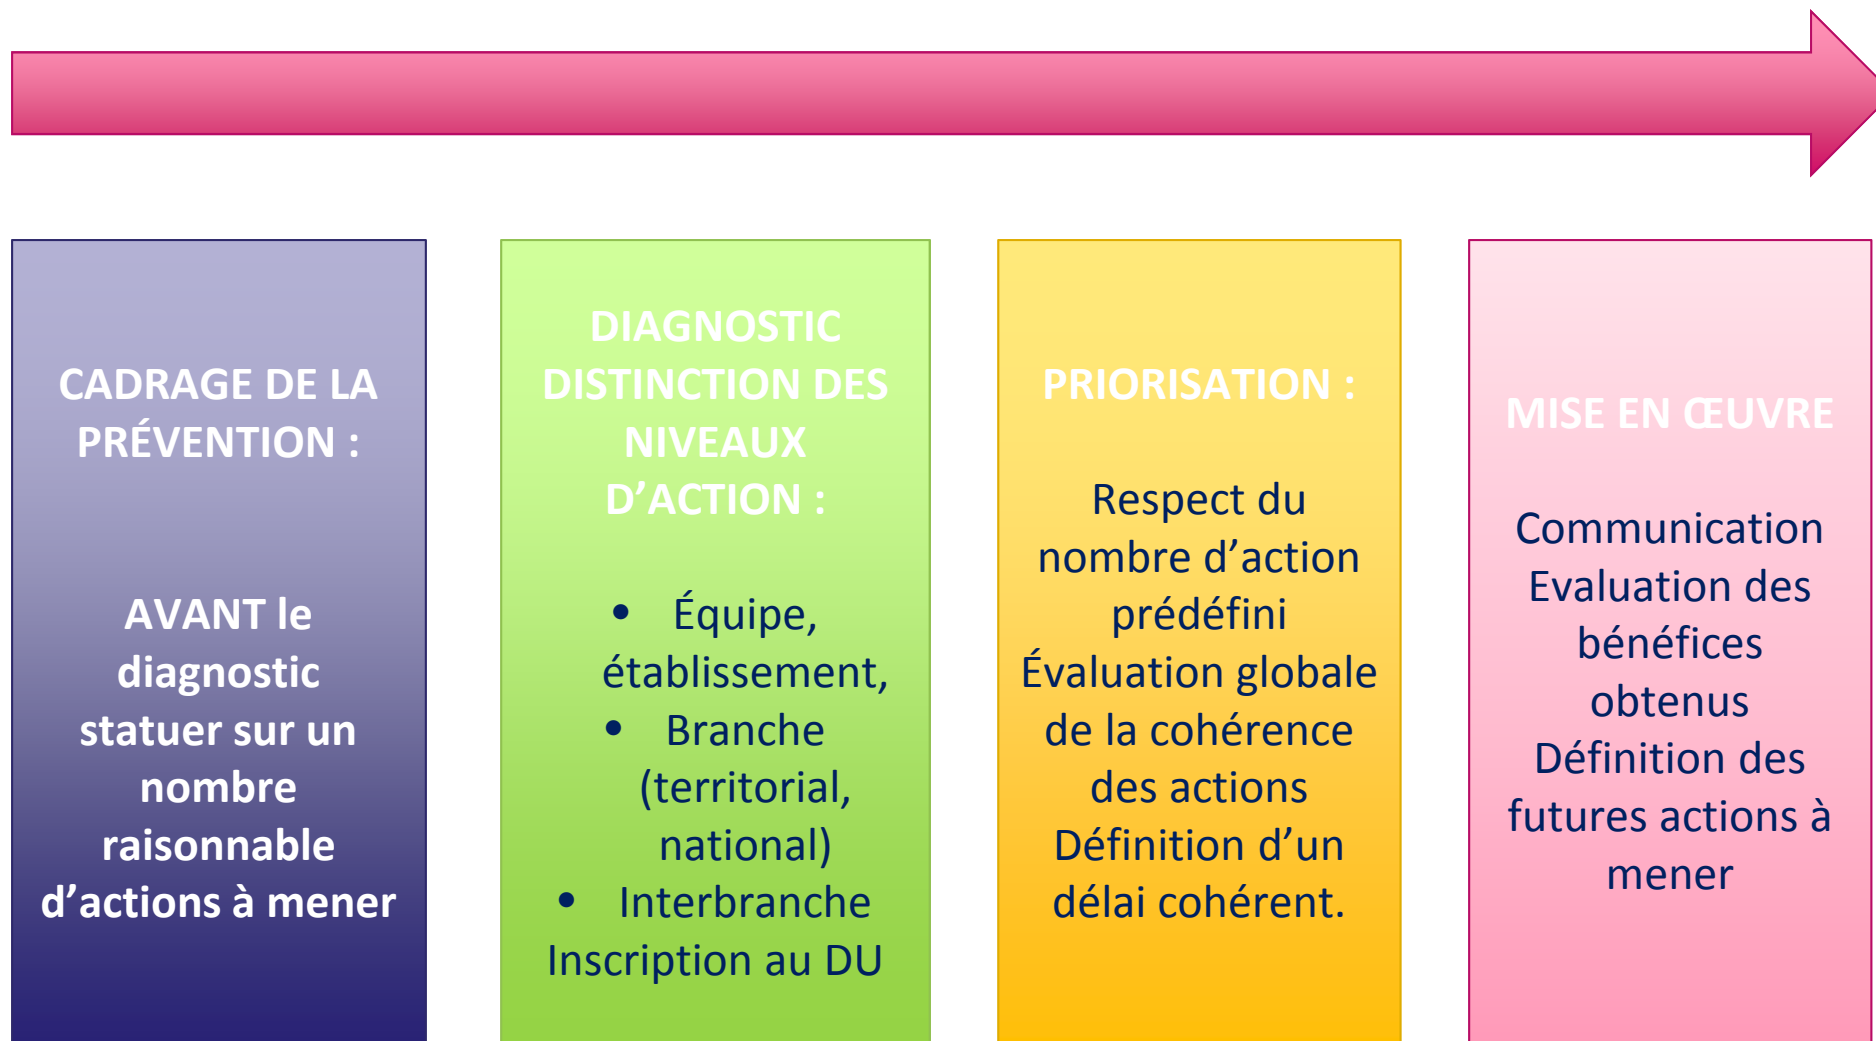 CADRAGE DE LA
PRÉVENTION :
AVANT le
diagnostic
statuer sur un
nombre
raisonnable
d’actions à mener
DIAGNOSTIC
DISTINCTION DES
NIVEAUX
D’ACTION :
• Équipe,
établissement,
• Branche
(territorial,
national)
• Interbranche
Inscription au DU
PRIORISATION :
Respect du
nombre d’action
prédéfini
Évaluation globale
de la cohérence
des actions
Définition d’un
délai cohérent.
MISE EN ŒUVRE
Communication
Evaluation des
bénéfices
obtenus
Définition des
futures actions à
mener